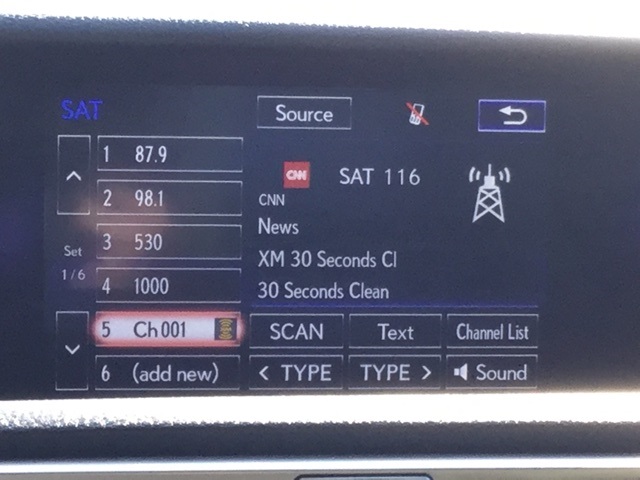 SAT
Source
1 87.9
2 98.1
3 530
4 1000
5 Ch 001
6 (add new)
Set
1/6
CNN
SAT 116
CNN
News
XM 30 Seconds Cl
30 Seconds Clean
SCAN
Text
Channel List
< TYPE
TYPE >
Sound